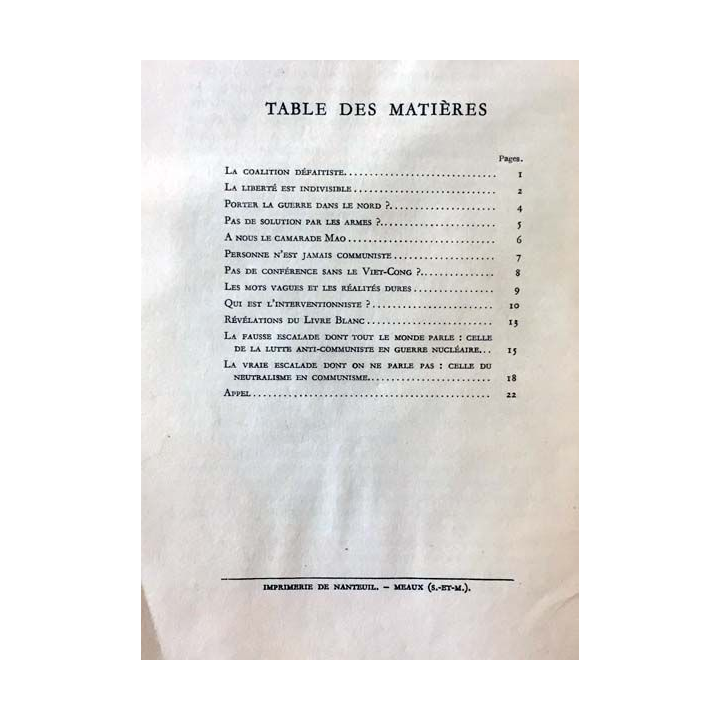 TABLE DES MATIÈRES
Pages.
La coalition défaitiste............................. 1
La liberté est indivisible........................... 2
Porter la guerre dans le nord ?..................... 4
Pas de solution par les armes ?...................... 5
A nous le camarade Mao............................ 6
Personne n'est jamais communiste................... 7
Pas de conférence sans le Viet-Cong ?.............. 8
Les mots vagues et les réalités dures................ 9
Qui est l'interventionniste ?....................... 10
Révélations du Livre Blanc......................... 13
La fausse escalade dont tout le monde parle : celle
de la lutte anti-communiste en guerre nucléaire... 15
La vraie escalade dont on ne parle pas : celle du
neutralisme en communisme....................... 18
Appel.............................................. 22
IMPRIMERIE DE NANTEUIL. — MEAUX (S.-ET-M.).